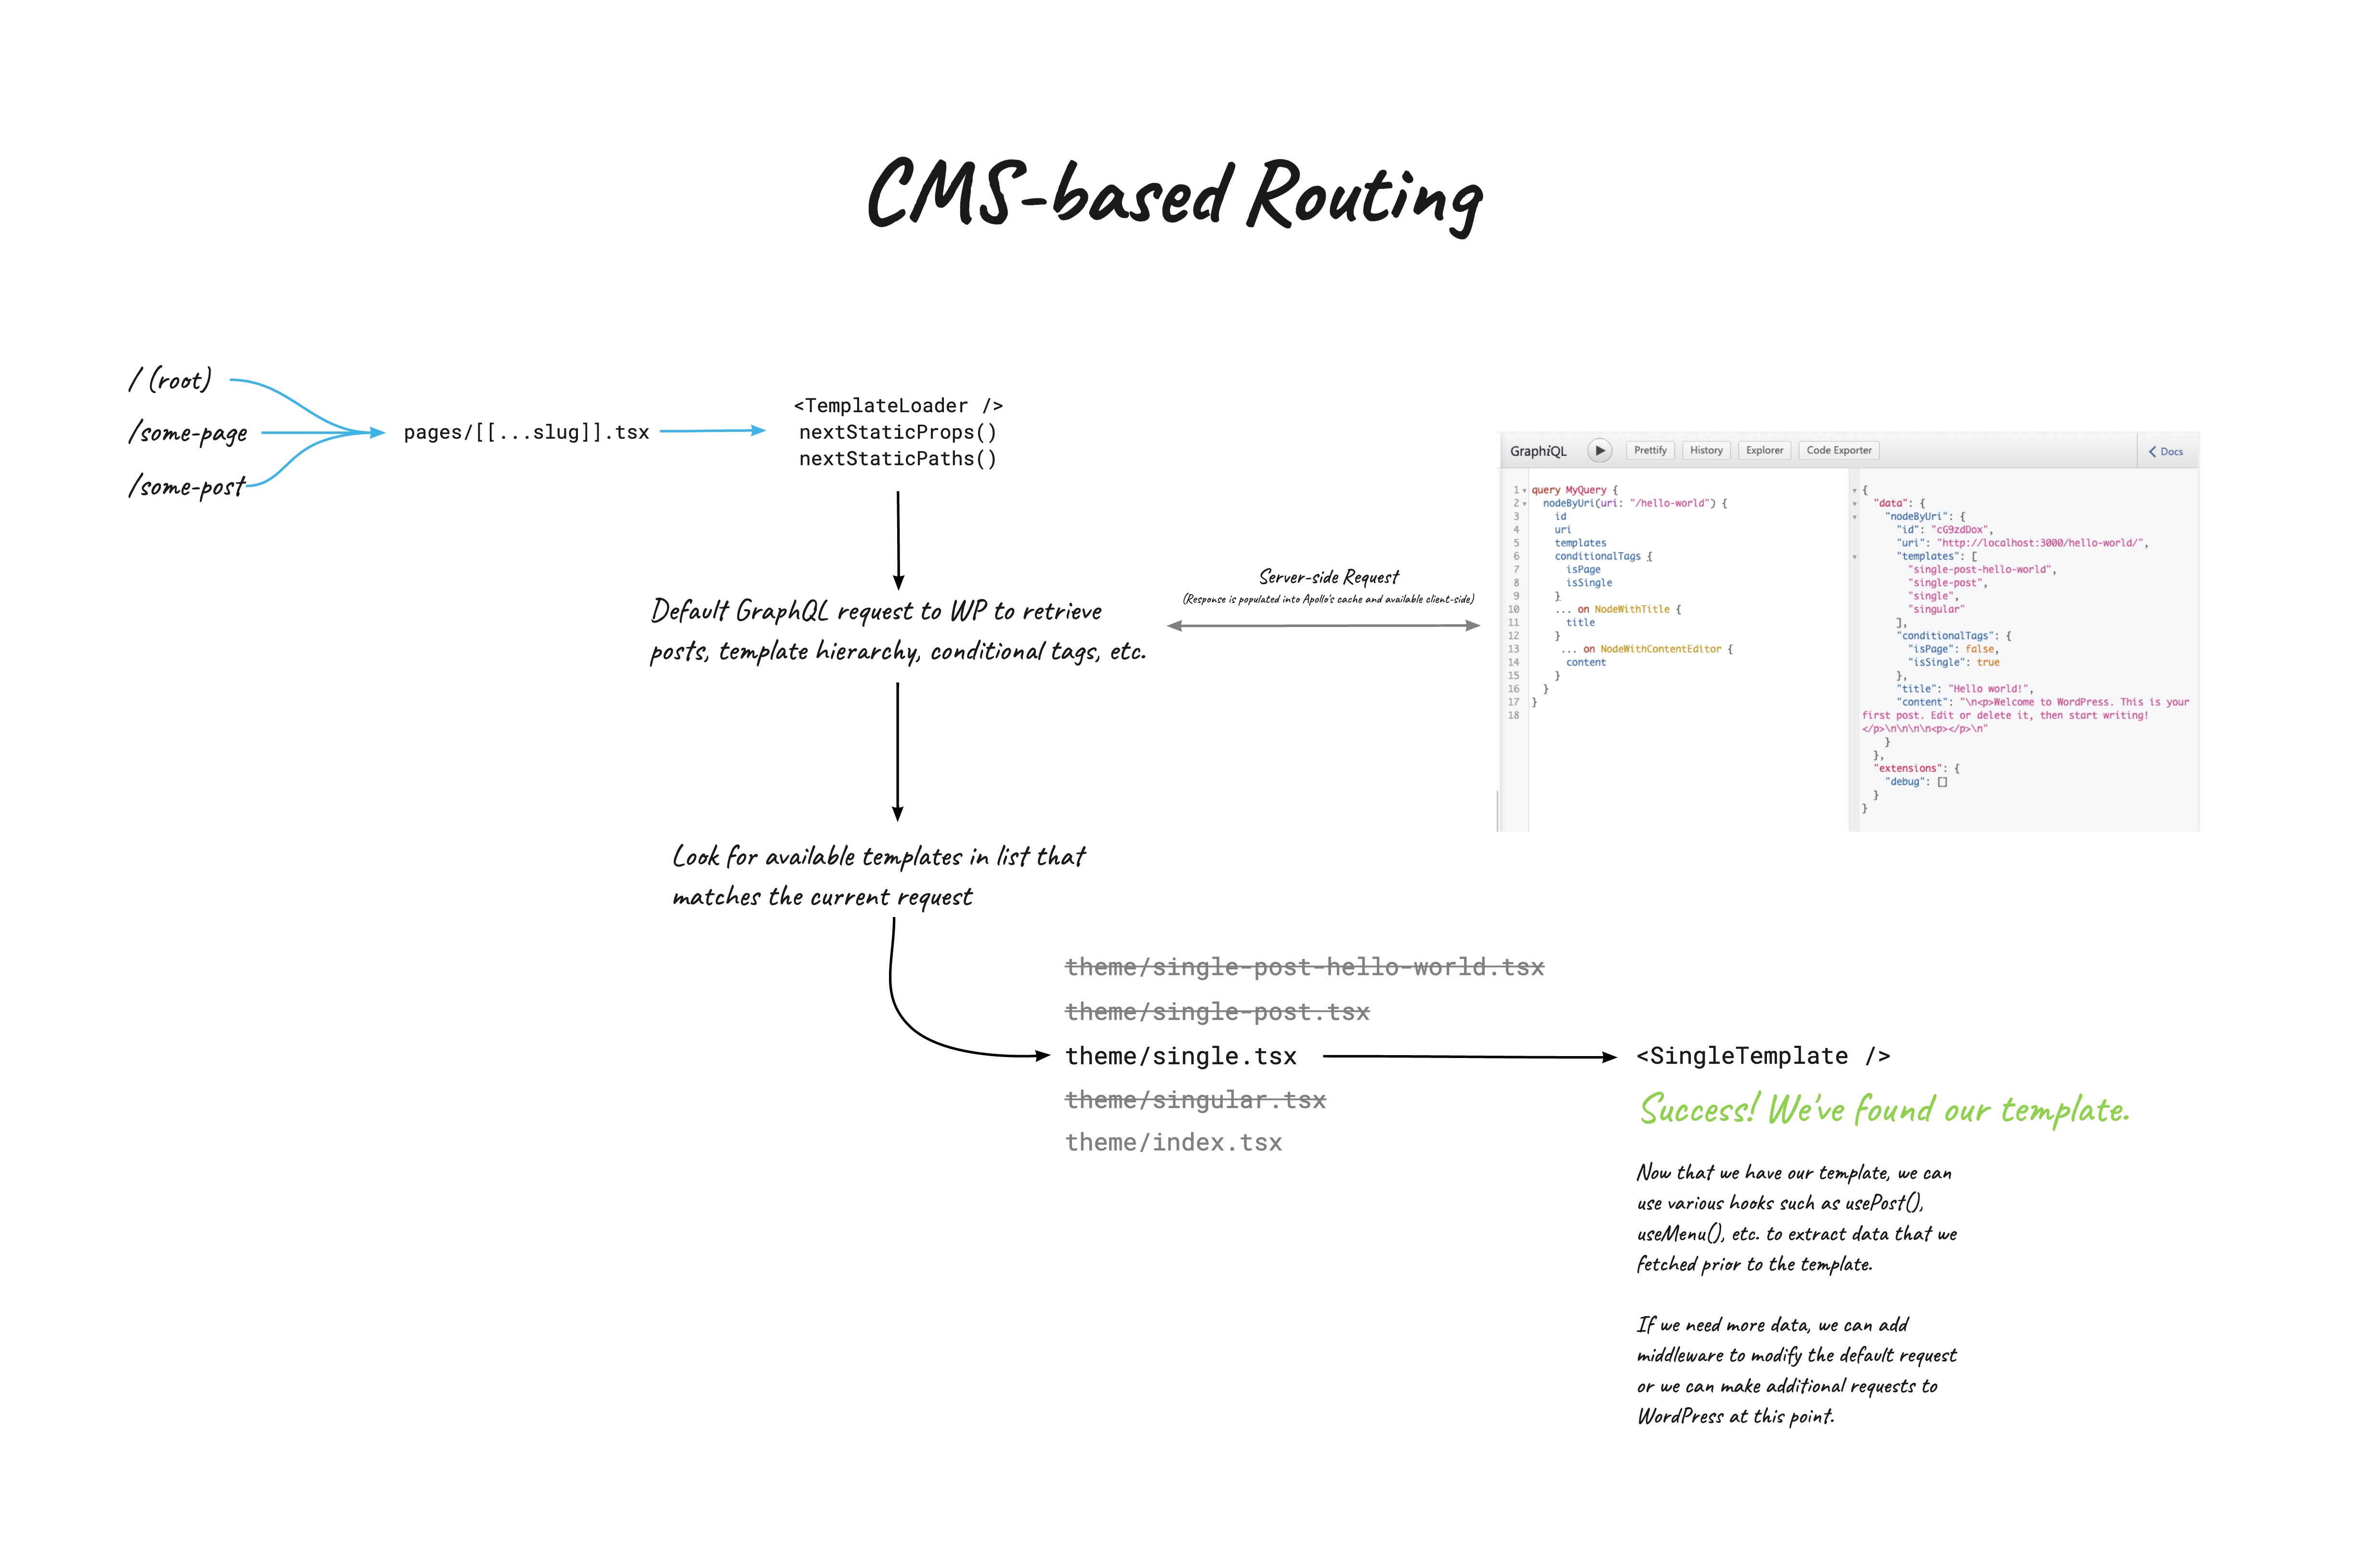 CMS-based Routing
/ (root)
/some-page
/some-post
pages/[[...slug]].tsx
<TemplateLoader />
nextStaticProps()
nextStaticPaths()
Default GraphQL request to WP to retrieve
posts, template hierarchy, conditional tags, etc.
Server-side Request
(Response is populated into Apollo's cache and available client-side)
GraphiQL
Prettify
History
Explorer
Code Exporter
Docs
1 query MyQuery {
2 nodeByUri(uri: "/hello-world") {
3 id
4 uri
5 templates
6 conditionalTags {
7 isPage
8 isSingle
9 }
10 ... on NodeWithTitle {
11 title
12 }
13 ... on NodeWithContentEditor {
14 content
15 }
16 }
17 }
18
{
"data": {
"nodeByUri": {
"id": "cG9zdDox",
"uri": "http://localhost:3000/hello-world/",
"templates": [
"single-post-hello-world",
"single-post",
"single",
"singular"
],
"conditionalTags": {
"isPage": false,
"isSingle": true
},
"title": "Hello world!",
"content": "\n<p>Welcome to WordPress. This is your
first post. Edit or delete it, then start writing!
</p>\n\n\n\n<p></p>\n"
}
},
"extensions": {
"debug": []
}
}
Look for available templates in list that
matches the current request
theme/single-post-hello-world.tsx
theme/single-post.tsx
theme/single.tsx
theme/singular.tsx
theme/index.tsx
<SingleTemplate />
Success! We've found our template.
Now that we have our template, we can
use various hooks such as usePost(),
useMenu(), etc. to extract data that we
fetched prior to the template.
If we need more data, we can add
middleware to modify the default request
or we can make additional requests to
WordPress at this point.